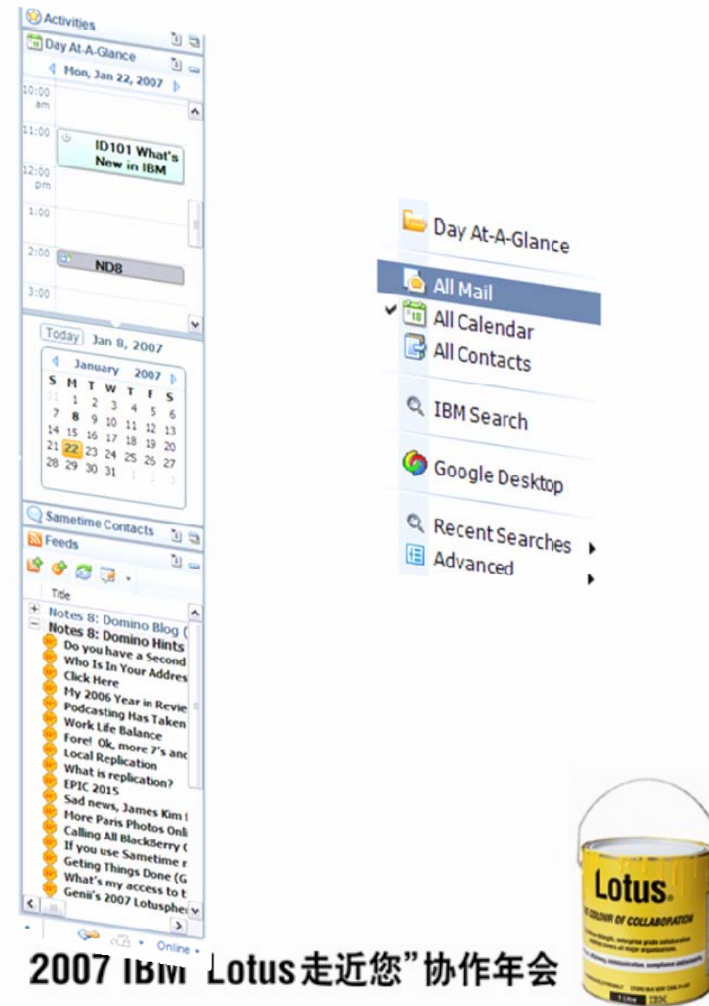 Activities
Day At-A-Glance
Mon, Jan 22, 2007
10:00
am
11:00
ID101 What's
New in IBM
12:00
pm
1:00
2:00
ND8
3:00
Today Jan 8, 2007
January 2007
S M T W T F S
31 1 2 3 4 5 6
7 8 9 10 11 12 13
14 15 16 17 18 19 20
21 22 23 24 25 26 27
28 29 30 31 1 2 3
Sametime Contacts
Feeds
Title
Notes 8: Domino Blog (
Notes 8: Domino Hints
Do you have a Second
Who Is In Your Addres
Click Here
My 2006 Year in Revie
Podcasting Has Taken
Work Life Balance
Fore! Ok, more 7's and
Local Replication
What is replication?
EPIC 2015
Sad news, James Kim f
More Paris Photos Onli
Calling All BlackBerry C
If you use Sametime r
Geting Things Done (G
What's my access to t
Genii's 2007 Lotusphe
Online
Day At-A-Glance
All Mail
18
All Calendar
All Contacts
IBM Search
Google Desktop
Recent Searches
Advanced
Lotus.
COLOUR OF COLLABORATION
1 Litre IBM
2007 IBM Lotus走近您”协作年会